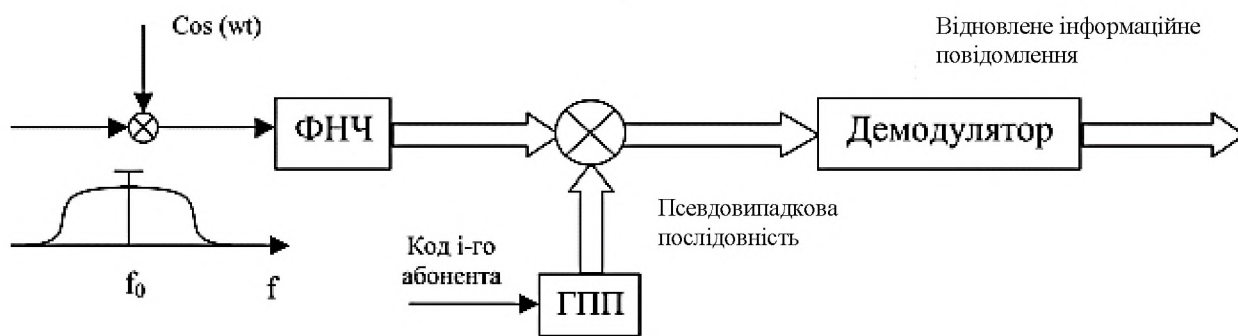 Cos (wt)
Відновлене інформаційне
повідомлення
ФНЧ
Демодулятор
Псевдовипадкова
послідовність
Код і-го
абонента
ГПП
f₀
f